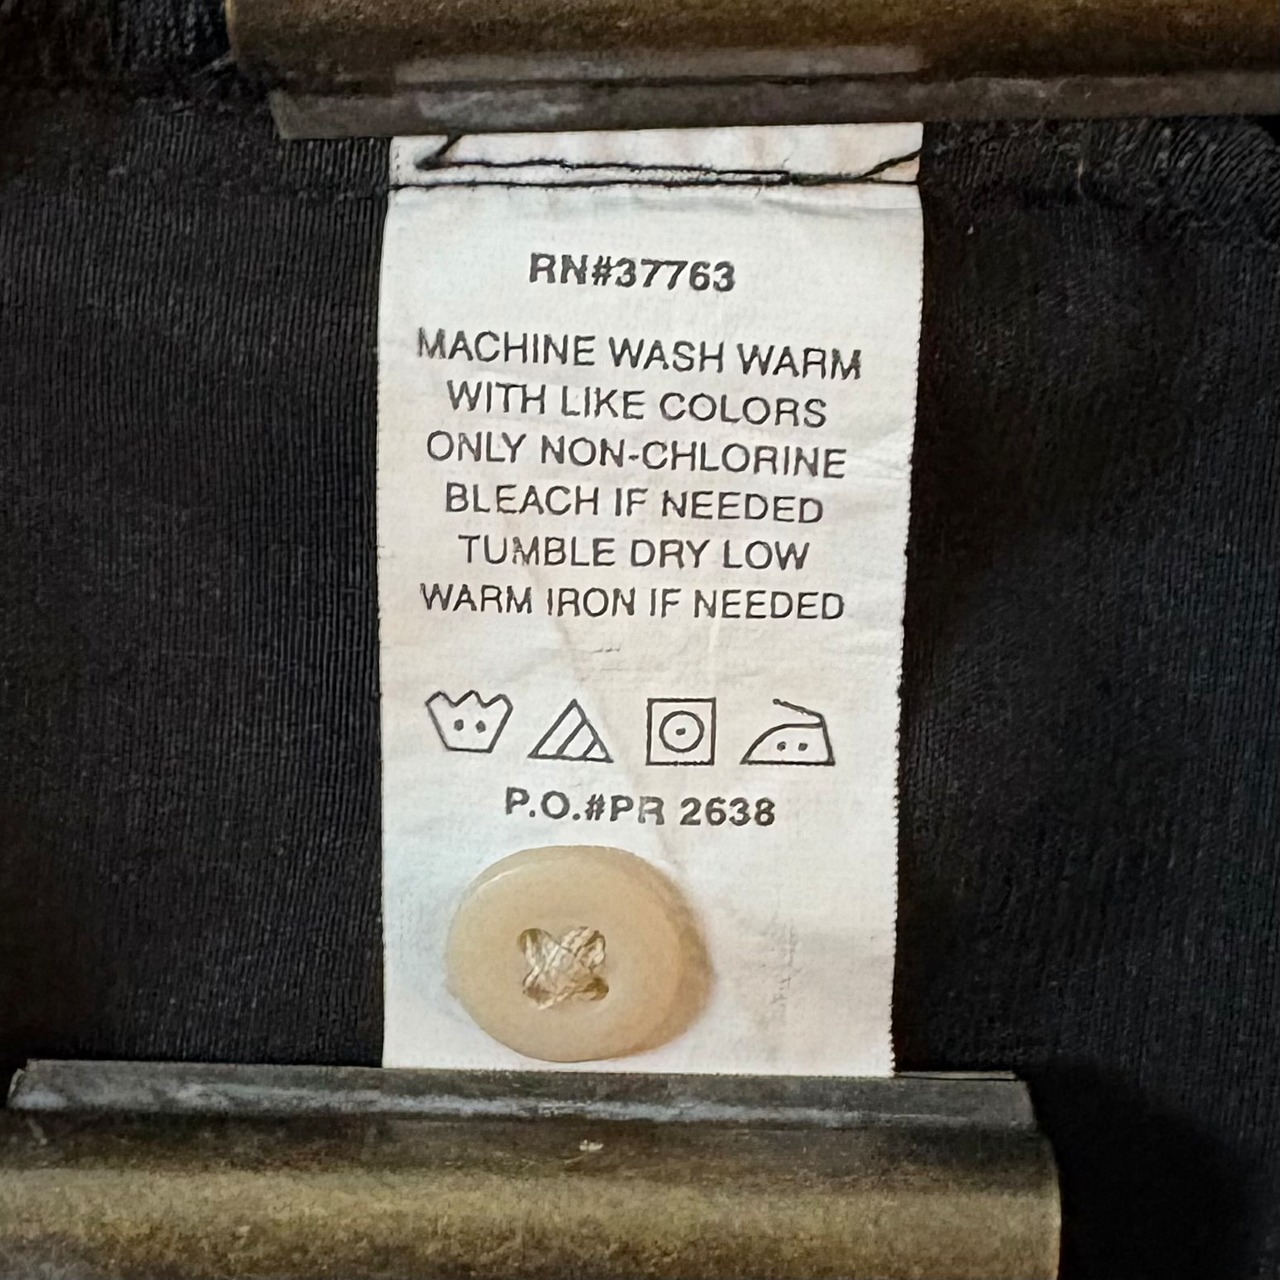 RN#37763
MACHINE WASH WARM
WITH LIKE COLORS
ONLY NON-CHLORINE
BLEACH IF NEEDED
TUMBLE DRY LOW
WARM IRON IF NEEDED
P.O.#PR 2638